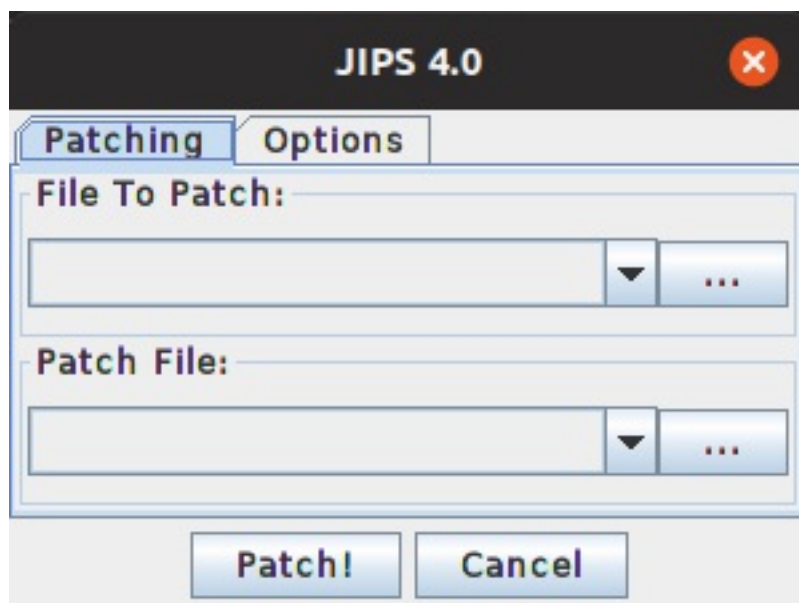 JIPS 4.0
Patching Options
File To Patch:
...
Patch File:
...
Patch! Cancel